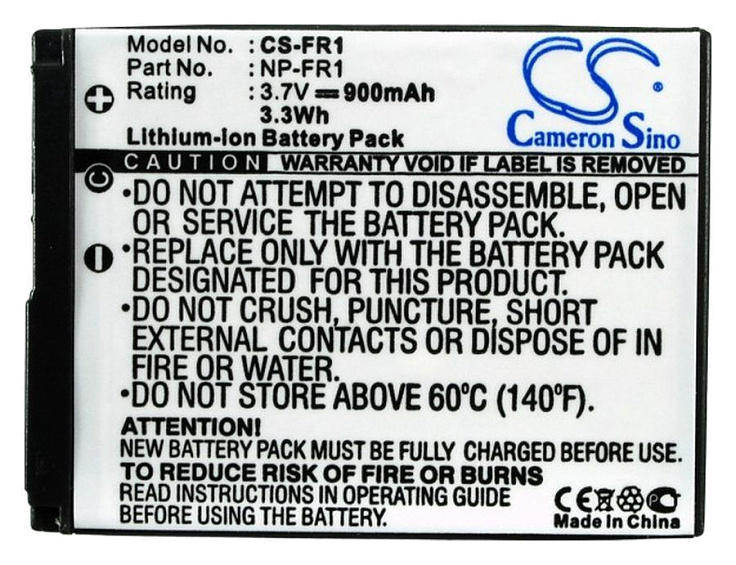 Model No. : CS-FR1
Part No. : NP-FR1
Rating : 3.7V ⎓ 900mAh
3.3Wh
Lithium-ion Battery Pack
CS
®
Cameron Sino
CAUTION WARRANTY VOID IF LABEL IS REMOVED
+
C
−
•DO NOT ATTEMPT TO DISASSEMBLE, OPEN
OR SERVICE THE BATTERY PACK.
•REPLACE ONLY WITH THE BATTERY PACK
DESIGNATED FOR THIS PRODUCT.
•DO NOT CRUSH, PUNCTURE, SHORT
EXTERNAL CONTACTS OR DISPOSE OF IN
FIRE OR WATER.
•DO NOT STORE ABOVE 60°C (140°F).
ATTENTION!
NEW BATTERY PACK MUST BE FULLY CHARGED BEFORE USE.
TO REDUCE RISK OF FIRE OR BURNS
READ INSTRUCTIONS IN OPERATING GUIDE
BEFORE USING THE BATTERY.
CE
Made In China